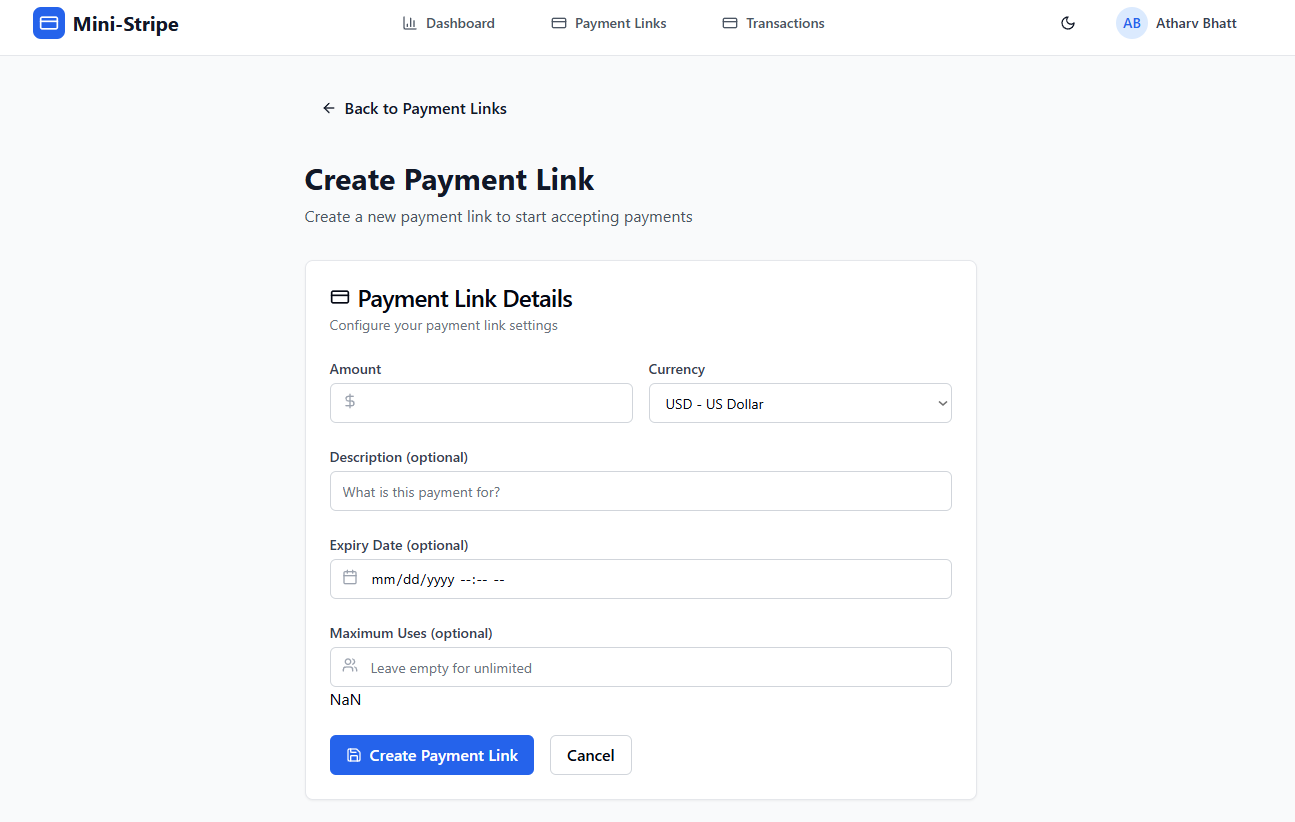 Mini-Stripe
Dashboard
Payment Links
Transactions
AB
Atharv Bhatt
Back to Payment Links
Create Payment Link
Create a new payment link to start accepting payments
Payment Link Details
Configure your payment link settings
Amount
Currency
$
USD - US Dollar
Description (optional)
What is this payment for?
Expiry Date (optional)
mm/dd/yyyy --:-- --
Maximum Uses (optional)
Leave empty for unlimited
NaN
Create Payment Link
Cancel